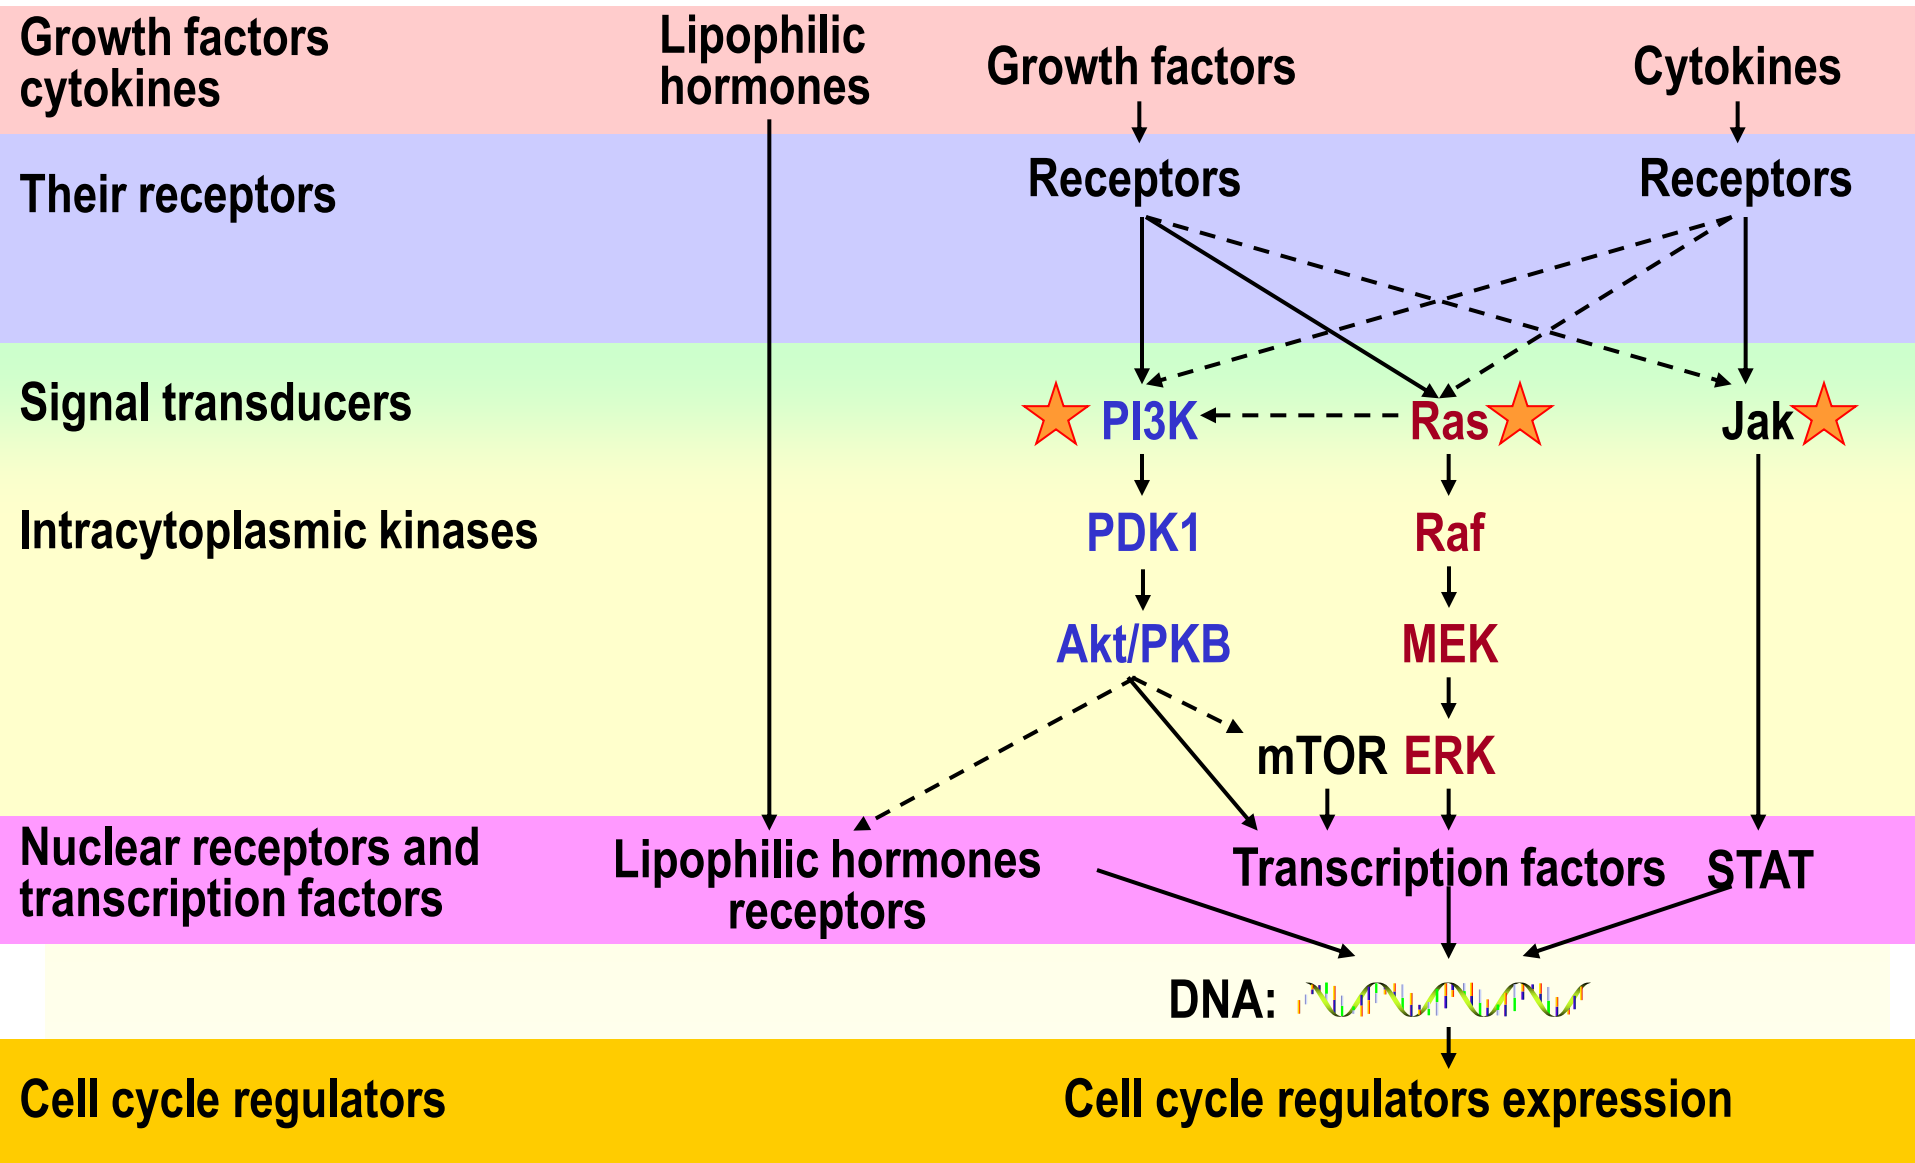 Growth factors
cytokines
Lipophilic
hormones
Growth factors
Cytokines
Their receptors
Receptors
Receptors
Signal transducers
PI3K
Ras
Jak
Intracytoplasmic kinases
PDK1
Raf
Akt/PKB
MEK
mTOR
ERK
Nuclear receptors and
transcription factors
Lipophilic hormones
receptors
Transcription factors
STAT
DNA:
Cell cycle regulators
Cell cycle regulators expression